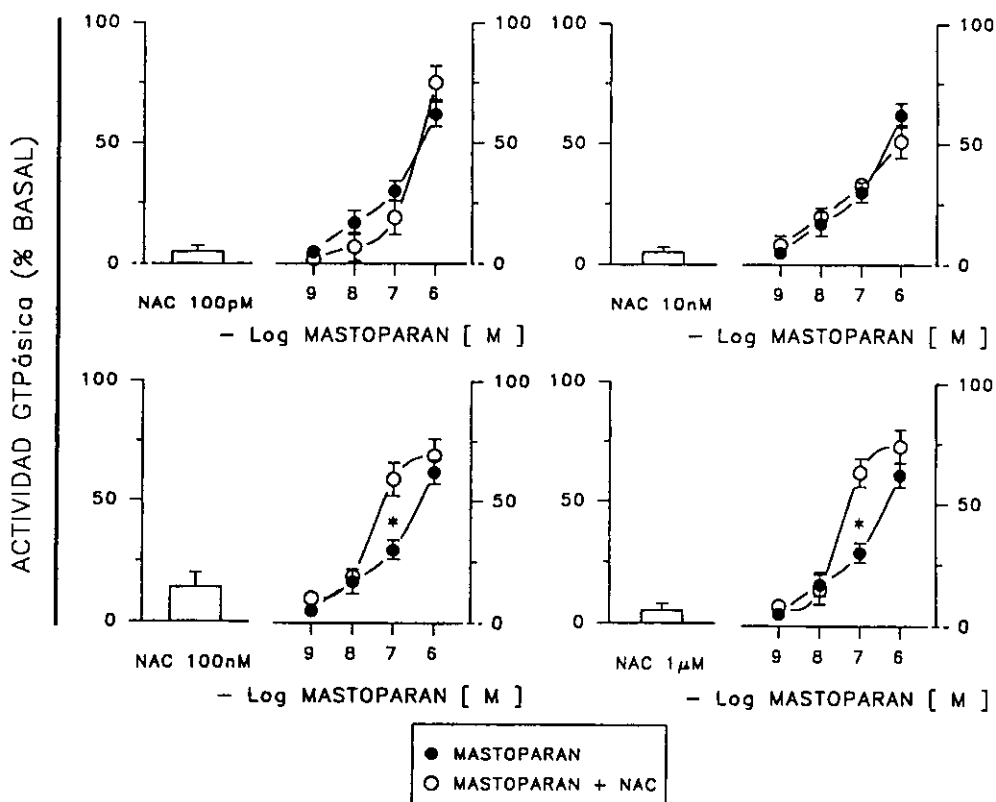 ACTIVIDAD GTPásica (% BASAL)
100
50
0
100
50
0
NAC 100pM
9 8 7 6
– Log MASTOPARAN [ M ]
100
50
0
100
50
0
NAC 10nM
9 8 7 6
– Log MASTOPARAN [ M ]
100
50
0
100
50
0
*
NAC 100nM
9 8 7 6
– Log MASTOPARAN [ M ]
100
50
0
100
50
0
*
NAC 1µM
9 8 7 6
– Log MASTOPARAN [ M ]
MASTOPARAN
MASTOPARAN + NAC